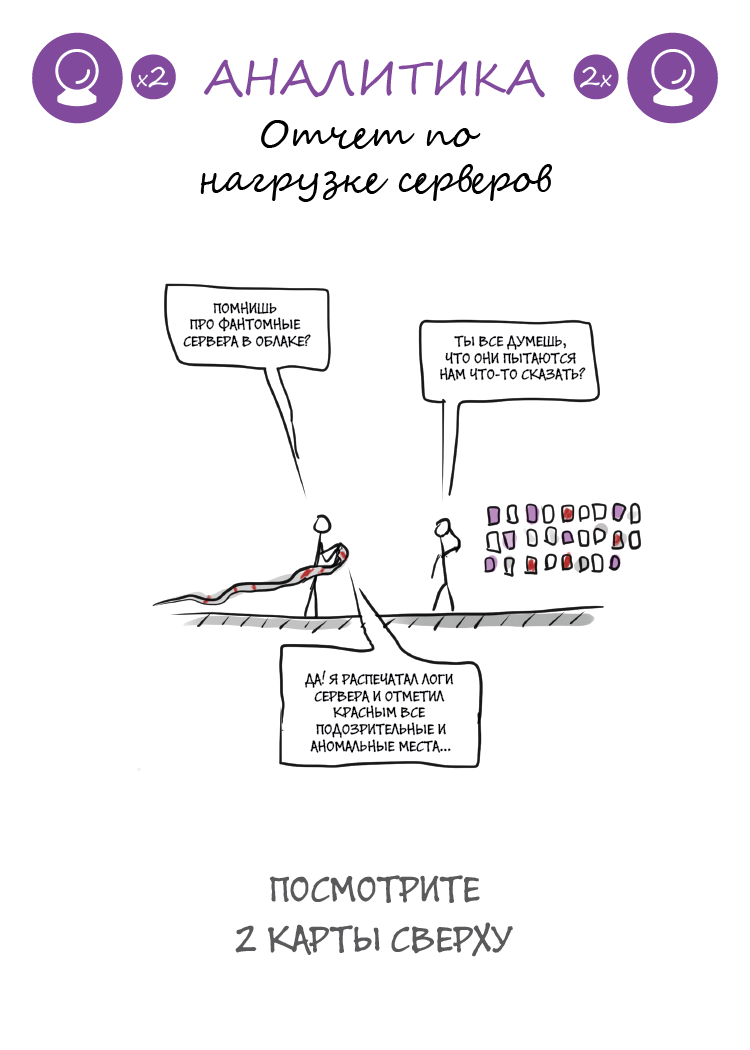 x2 АНАЛИТИКА 2x
Отчет по
нагрузке серверов
ПОМНИШЬ
ПРО ФАНТОМНЫЕ
СЕРВЕРА В ОБЛАКЕ?
ТЫ ВСЕ ДУМЕШЬ,
ЧТО ОНИ ПЫТАЮТСЯ
НАМ ЧТО-ТО СКАЗАТЬ?
ДА! Я РАСПЕЧАТАЛ ЛОГИ
СЕРВЕРА И ОТМЕТИЛ
КРАСНЫМ ВСЕ
ПОДОЗРИТЕЛЬНЫЕ И
АНОМАЛЬНЫЕ МЕСТА...
ПОСМОТРИТЕ
2 КАРТЫ СВЕРХУ